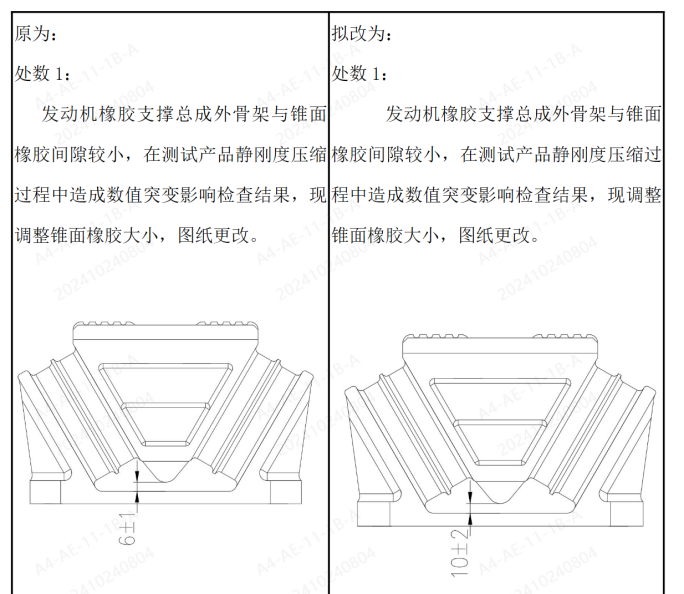 原为：
处数 1：
发动机橡胶支撑总成外骨架与锥面
橡胶间隙较小，在测试产品静刚度压缩
过程中造成数值突变影响检查结果，现
调整锥面橡胶大小，图纸更改。
6±1
拟改为：
处数 1：
发动机橡胶支撑总成外骨架与锥面
橡胶间隙较小，在测试产品静刚度压缩过
程中造成数值突变影响检查结果，现调整
锥面橡胶大小，图纸更改。
10±2
A4-AE-11-1B-A
202410240804